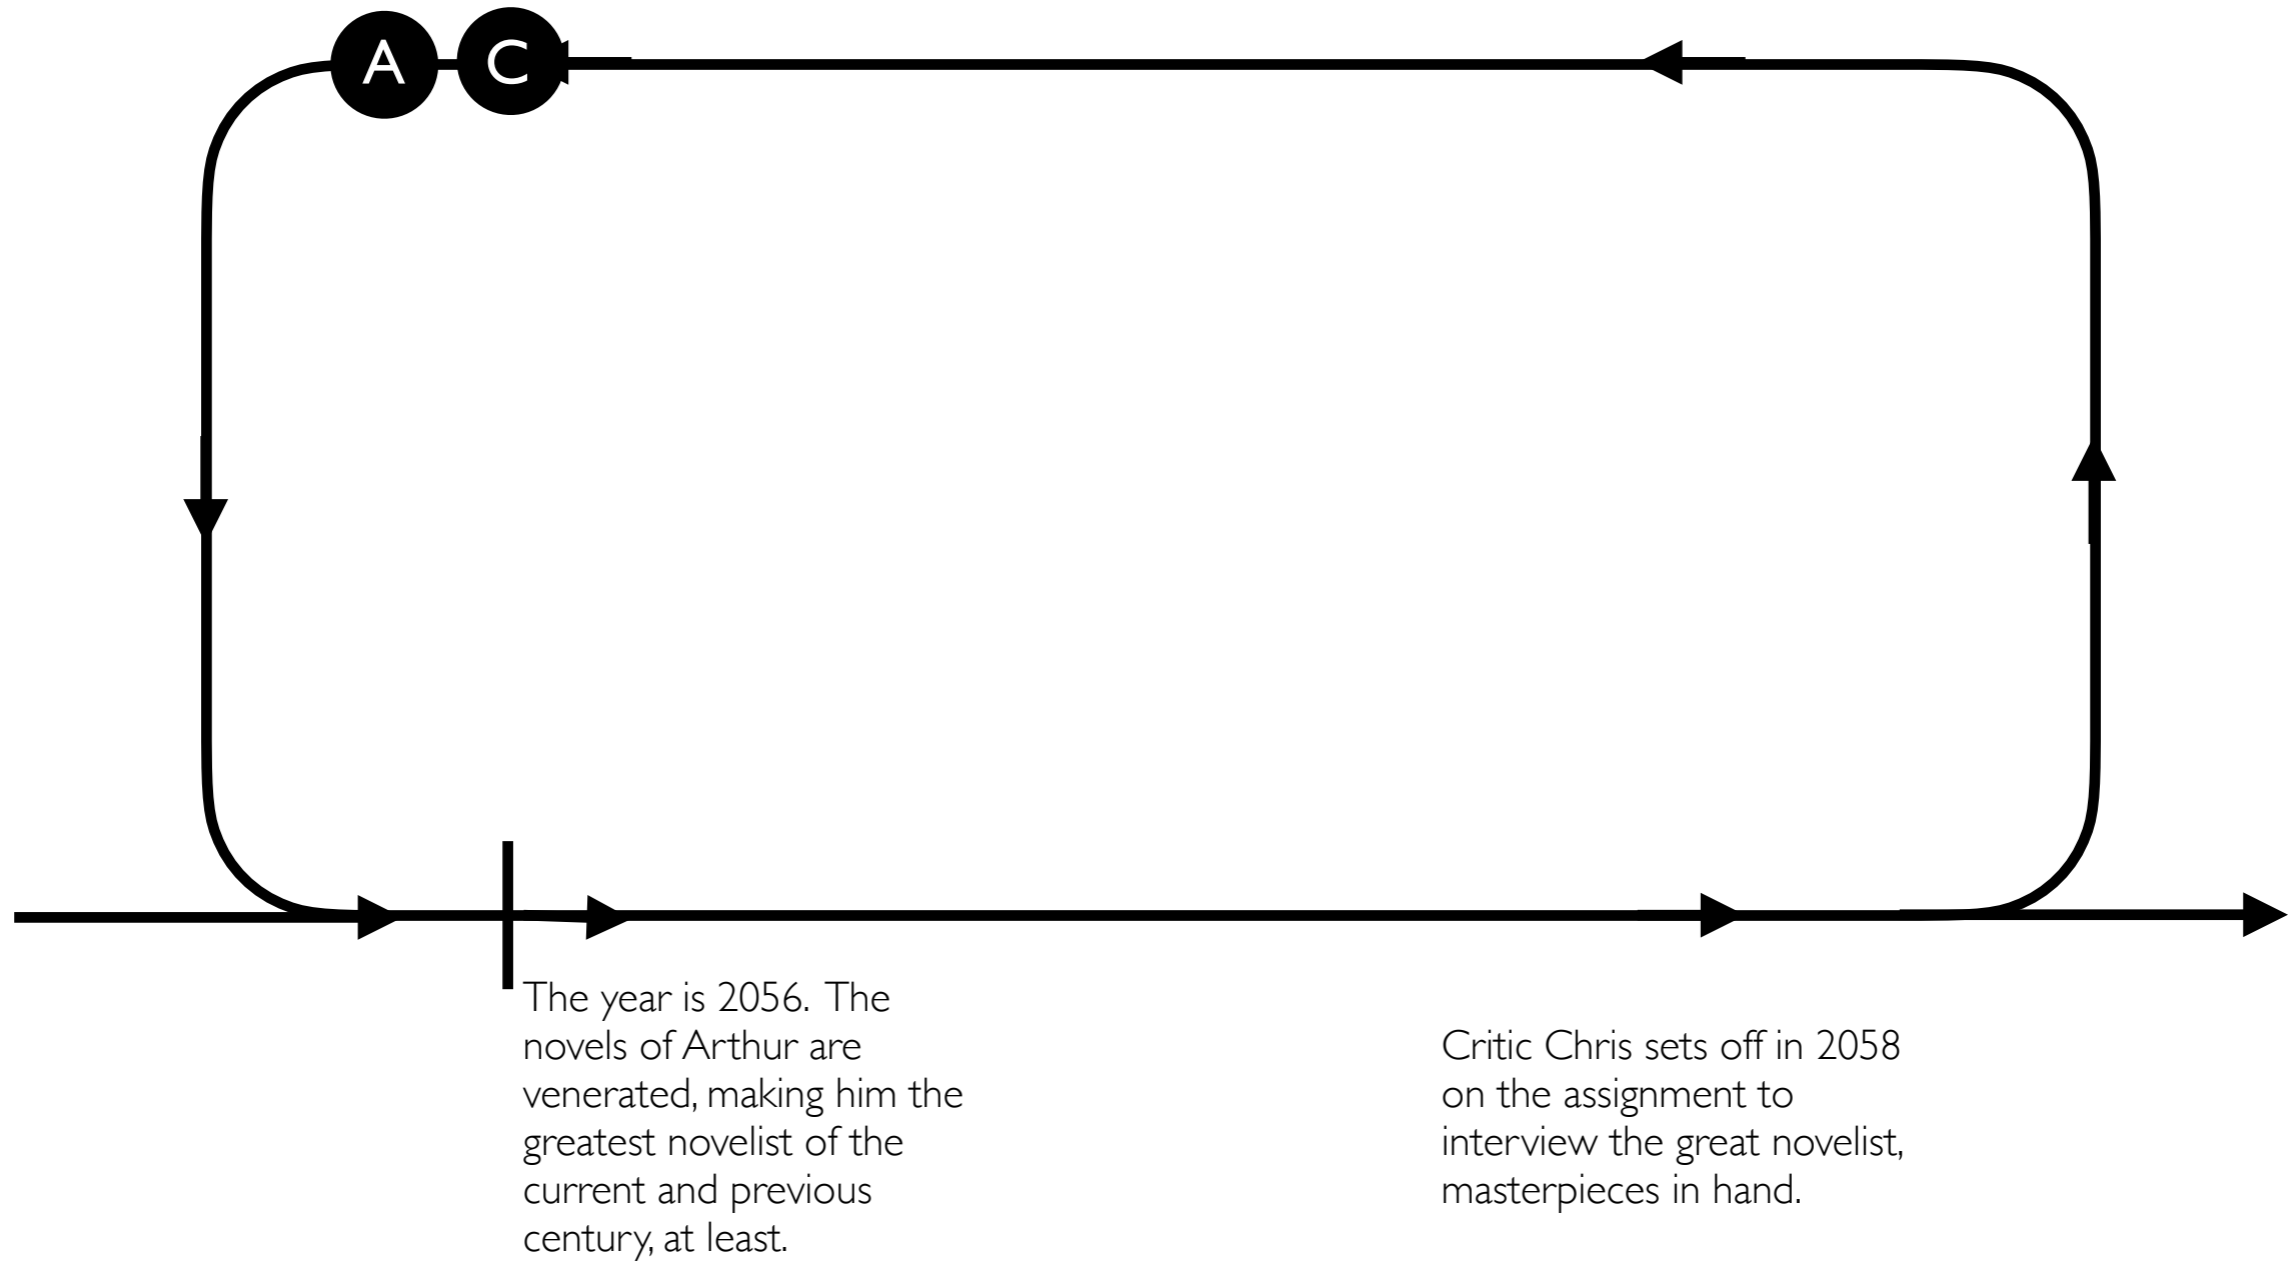 A C
The year is 2056. The
novels of Arthur are
venerated, making him the
greatest novelist of the
current and previous
century, at least.
Critic Chris sets off in 2058
on the assignment to
interview the great novelist,
masterpieces in hand.